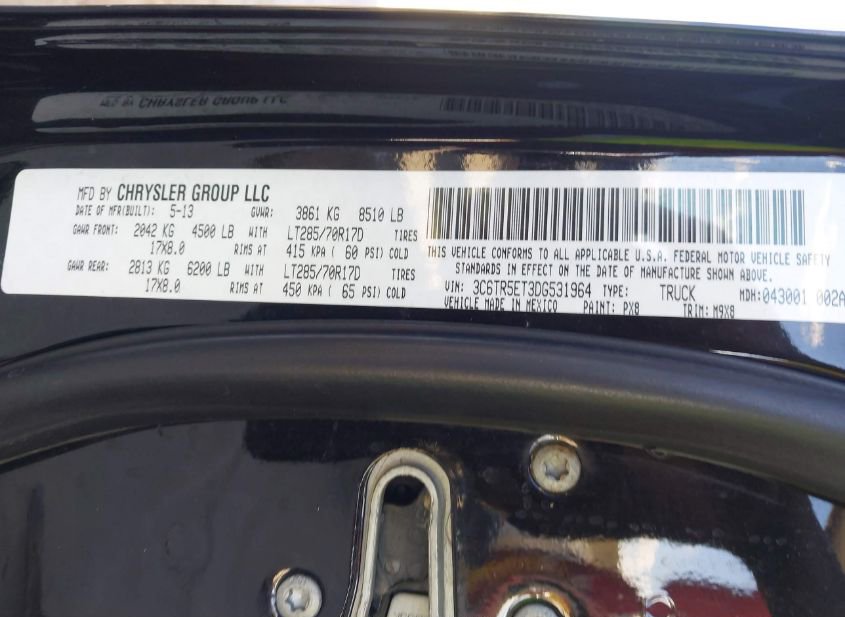 MFD BY CHRYSLER GROUP LLC
DATE OF MFR(BUILT): 5-13 GVWR: 3861 KG 8510 LB
GAWR FRONT: 2042 KG 4500 LB WITH LT285/70R17D TIRES
17X8.0 RIMS AT 415 KPA ( 60 PSI) COLD
GAWR REAR: 2813 KG 6200 LB WITH LT285/70R17D TIRES
17X8.0 RIMS AT 450 KPA ( 65 PSI) COLD
THIS VEHICLE CONFORMS TO ALL APPLICABLE U.S.A. FEDERAL MOTOR VEHICLE SAFETY
STANDARDS IN EFFECT ON THE DATE OF MANUFACTURE SHOWN ABOVE.
VIN: 3C6TR5ET3DG531964 TYPE: TRUCK MDH:043001 002A
VEHICLE MADE IN MEXICO PAINT: PX8 TRIM: M9X8